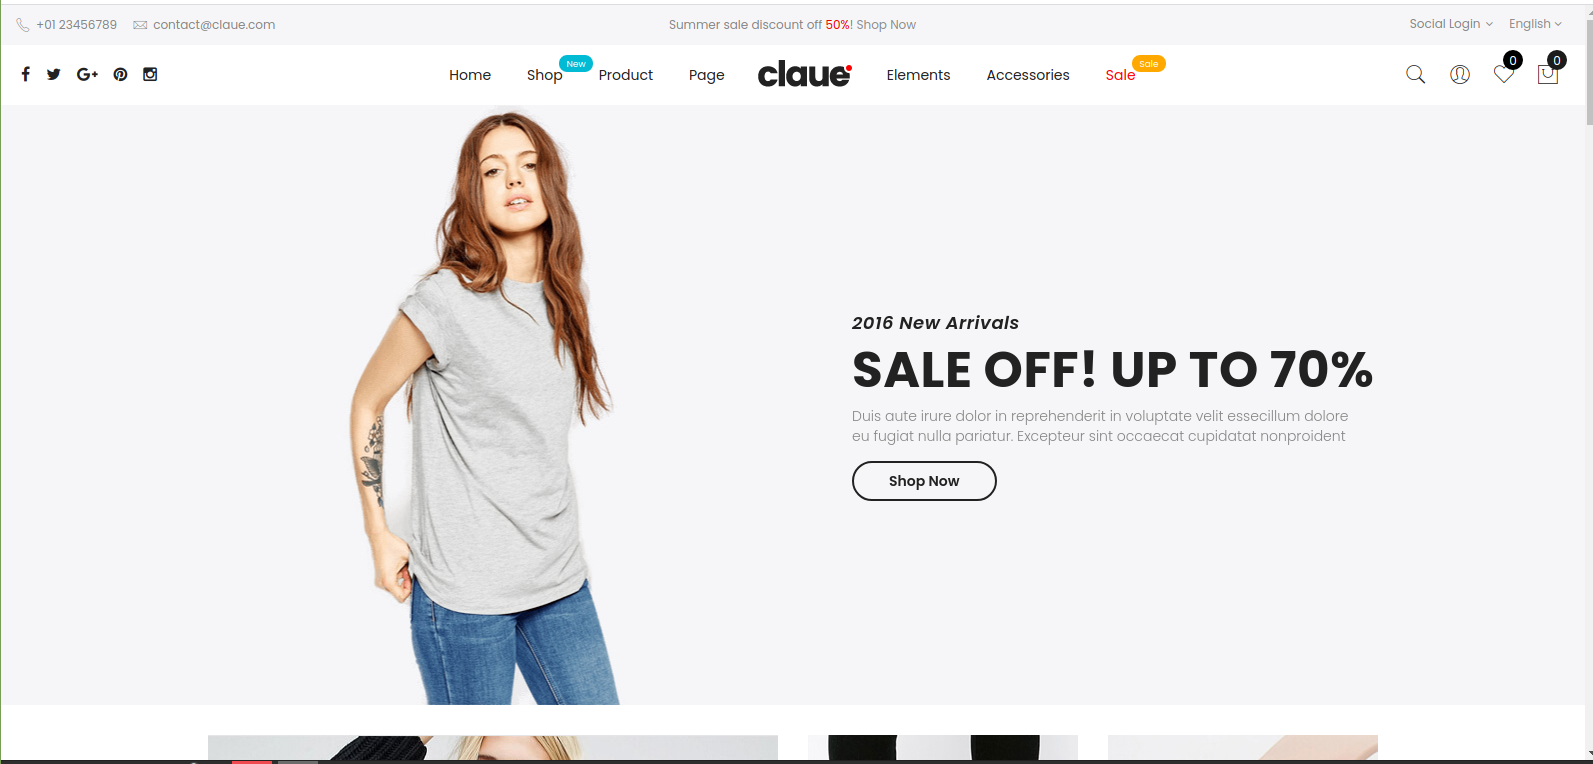 +01 23456789 contact@claue.com Summer sale discount off 50%! Shop Now Social Login English
Home Shop New Product Page claue Elements Accessories Sale Sale 0 0
2016 New Arrivals
SALE OFF! UP TO 70%
Duis aute irure dolor in reprehenderit in voluptate velit essecillum dolore
eu fugiat nulla pariatur. Excepteur sint occaecat cupidatat nonproident
Shop Now